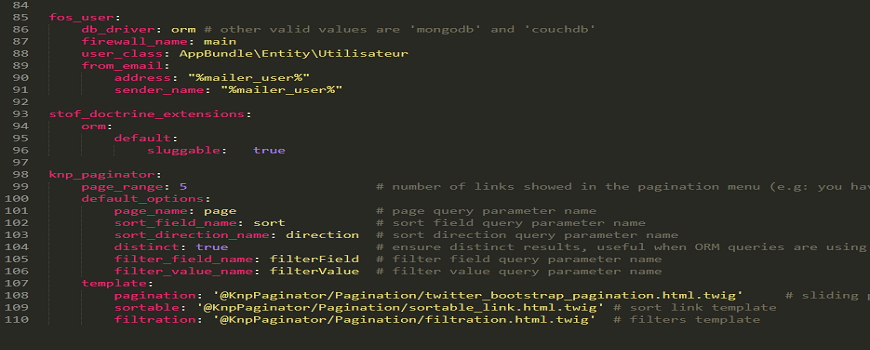 84
85 fos_user:
86 db_driver: orm # other valid values are 'mongodb' and 'couchdb'
87 firewall_name: main
88 user_class: AppBundle\Entity\Utilisateur
89 from_email:
90 address: "%mailer_user%"
91 sender_name: "%mailer_user%"
92
93 stof_doctrine_extensions:
94 orm:
95 default:
96 sluggable: true
97
98 knp_paginator:
99 page_range: 5 # number of links showed in the pagination menu (e.g: you hav
100 default_options:
101 page_name: page # page query parameter name
102 sort_field_name: sort # sort field query parameter name
103 sort_direction_name: direction # sort direction query parameter name
104 distinct: true # ensure distinct results, useful when ORM queries are using
105 filter_field_name: filterField # filter field query parameter name
106 filter_value_name: filterValue # filter value query parameter name
107 template:
108 pagination: '@KnpPaginator/Pagination/twitter_bootstrap_pagination.html.twig' # sliding p
109 sortable: '@KnpPaginator/Pagination/sortable_link.html.twig' # sort link template
110 filtration: '@KnpPaginator/Pagination/filtration.html.twig' # filters template